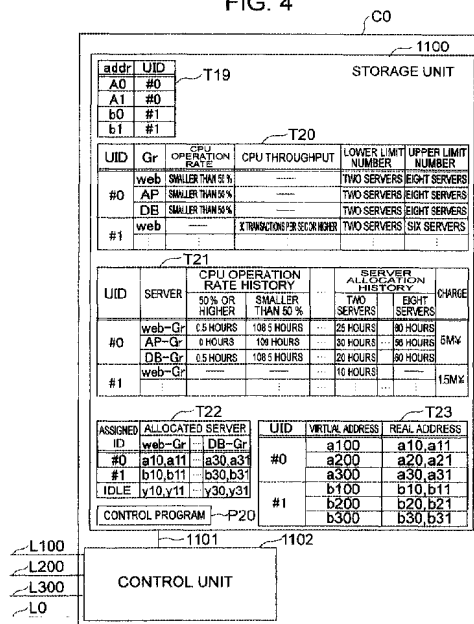 FIG. 4
C0
1100
STORAGE UNIT
addr UID
A0 #0
A1 #0
b0 #1
b1 #1
T19
T20
UID Gr CPU OPERATION RATE CPU THROUGHPUT LOWER LIMIT NUMBER UPPER LIMIT NUMBER
#0 web SMALLER THAN 50 % —— TWO SERVERS EIGHT SERVERS
AP SMALLER THAN 50 % —— TWO SERVERS EIGHT SERVERS
DB SMALLER THAN 50 % —— TWO SERVERS EIGHT SERVERS
#1 web —— X TRANSACTIONS PER SEC OR HIGHER TWO SERVERS SIX SERVERS
T21
UID SERVER CPU OPERATION RATE HISTORY SERVER ALLOCATION HISTORY CHARGE
50 % OR HIGHER SMALLER THAN 50 % ... TWO SERVERS ... EIGHT SERVERS
#0 web-Gr 0.5 HOURS 108.5 HOURS ... 25 HOURS ... 60 HOURS 5M¥
AP-Gr 0 HOURS 109 HOURS ... 30 HOURS ... 56 HOURS
DB-Gr 0.5 HOURS 108.5 HOURS ... 20 HOURS ... 60 HOURS
#1 web-Gr —— —— ... 10 HOURS ... —— 1.5M¥
T22
ASSIGNED ID ALLOCATED SERVER
web-Gr ... DB-Gr
#0 a10,a11 ... a30,a31
#1 b10,b11 ... b30,b31
IDLE y10,y11 ... y30,y31
T23
UID VIRTUAL ADDRESS REAL ADDRESS
#0 a100 a10,a11
a200 a20,a21
a300 a30,a31
#1 b100 b10,b11
b200 b20,b21
b300 b30,b31
CONTROL PROGRAM P20
1101
1102
L100
L200
L300
L0
CONTROL UNIT